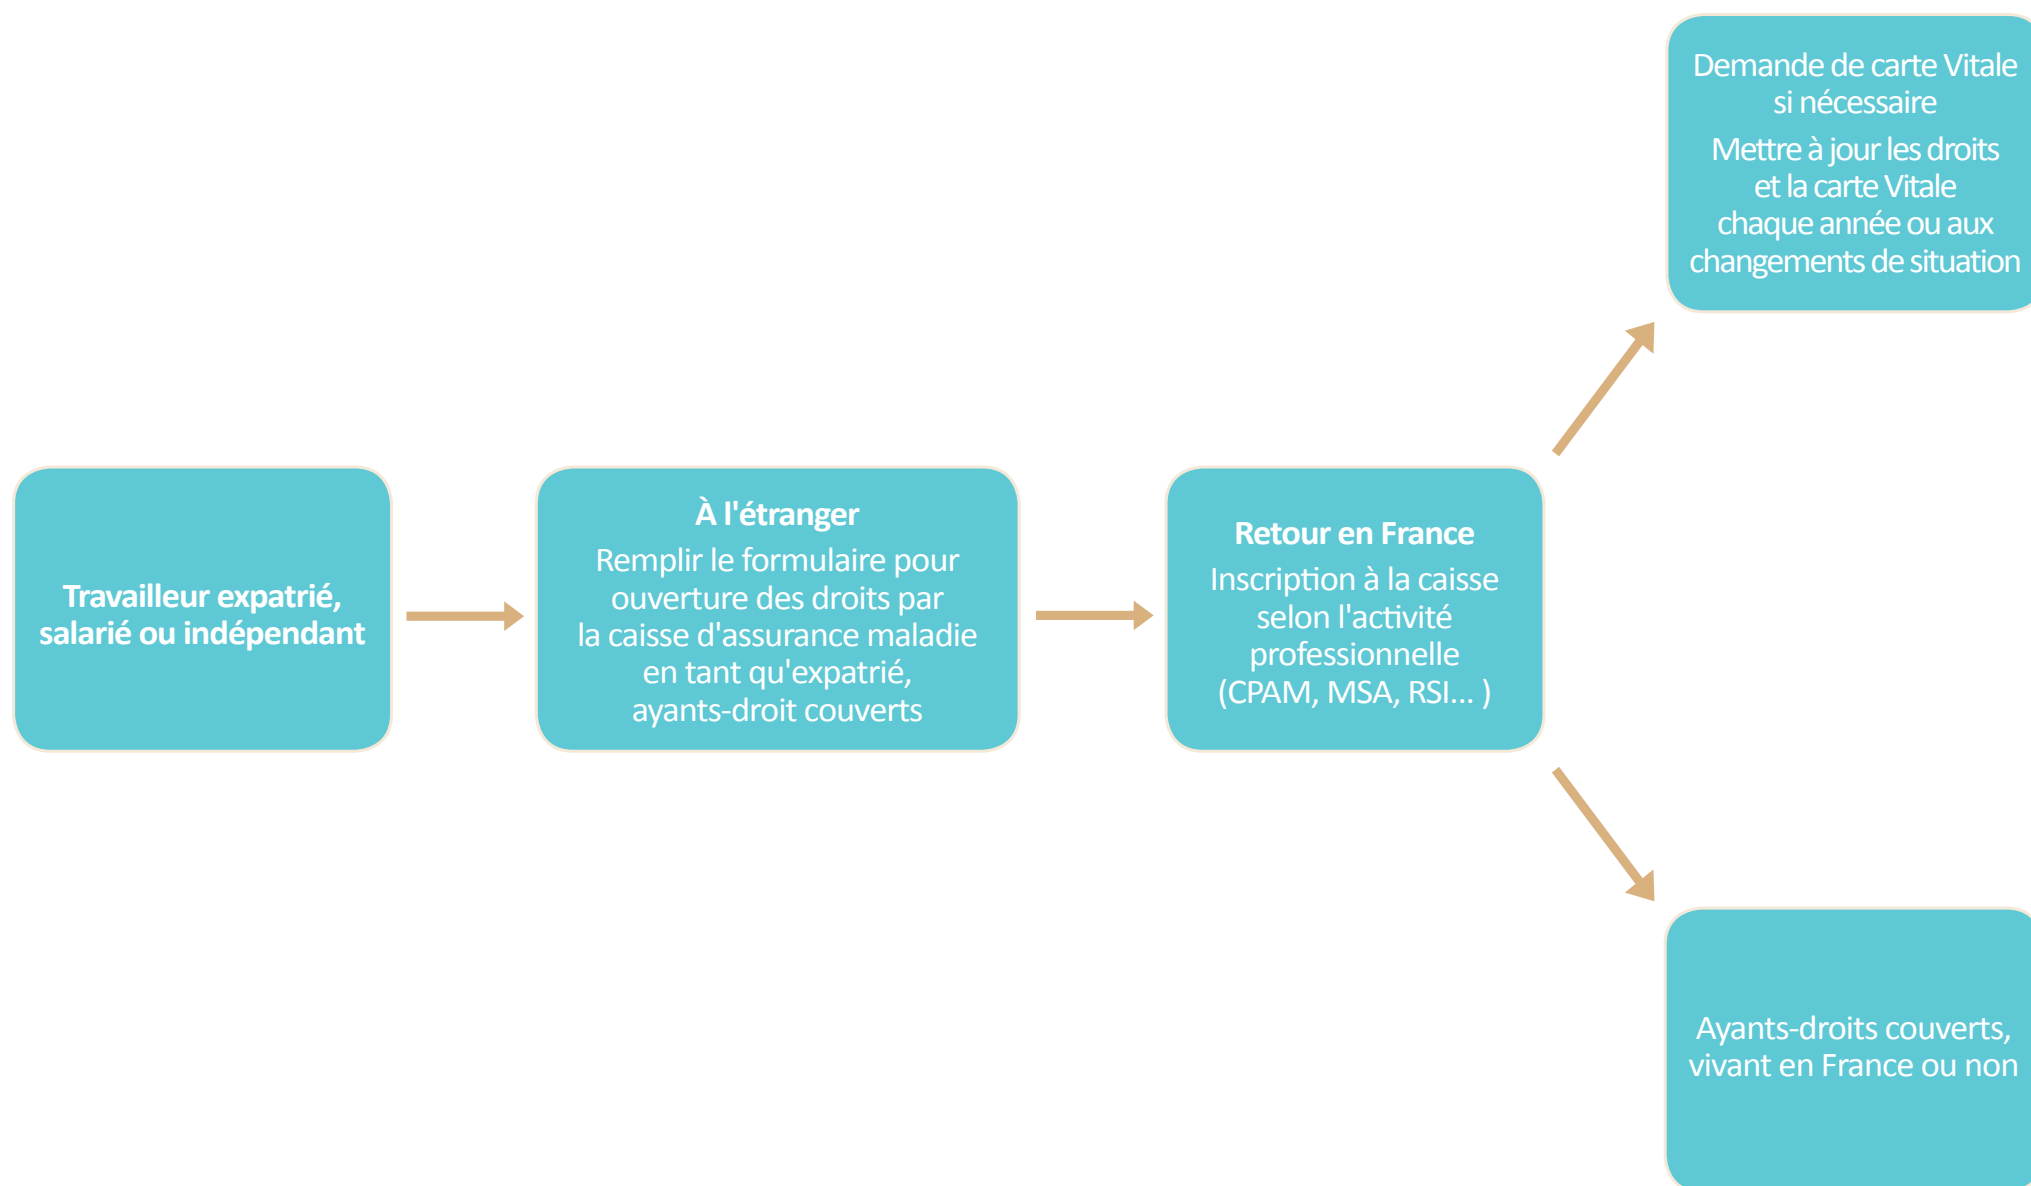 Travailleur expatrié,
salarié ou indépendant
À l'étranger
Remplir le formulaire pour
ouverture des droits par
la caisse d'assurance maladie
en tant qu'expatrié,
ayants-droit couverts
Retour en France
Inscription à la caisse
selon l'activité
professionnelle
(CPAM, MSA, RSI... )
Demande de carte Vitale
si nécessaire
Mettre à jour les droits
et la carte Vitale
chaque année ou aux
changements de situation
Ayants-droits couverts,
vivant en France ou non